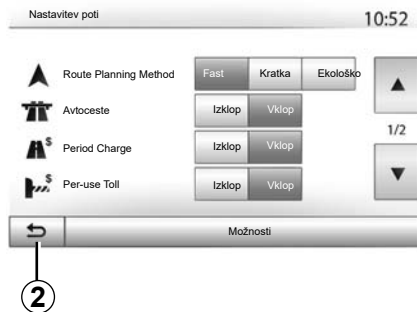 Nastavitev poti 10:52
Route Planning Method Fast Kratka Ekološko
Avtoceste Izklop Vklop
1/2
$ Period Charge Izklop Vklop
$ Per-use Toll Izklop Vklop
Možnosti
2